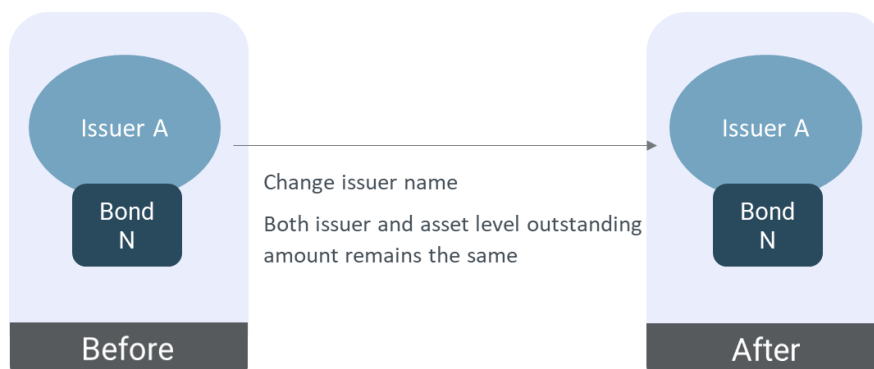 Issuer A
Bond
N
Before
Change issuer name
Both issuer and asset level outstanding
amount remains the same
Issuer A
Bond
N
After